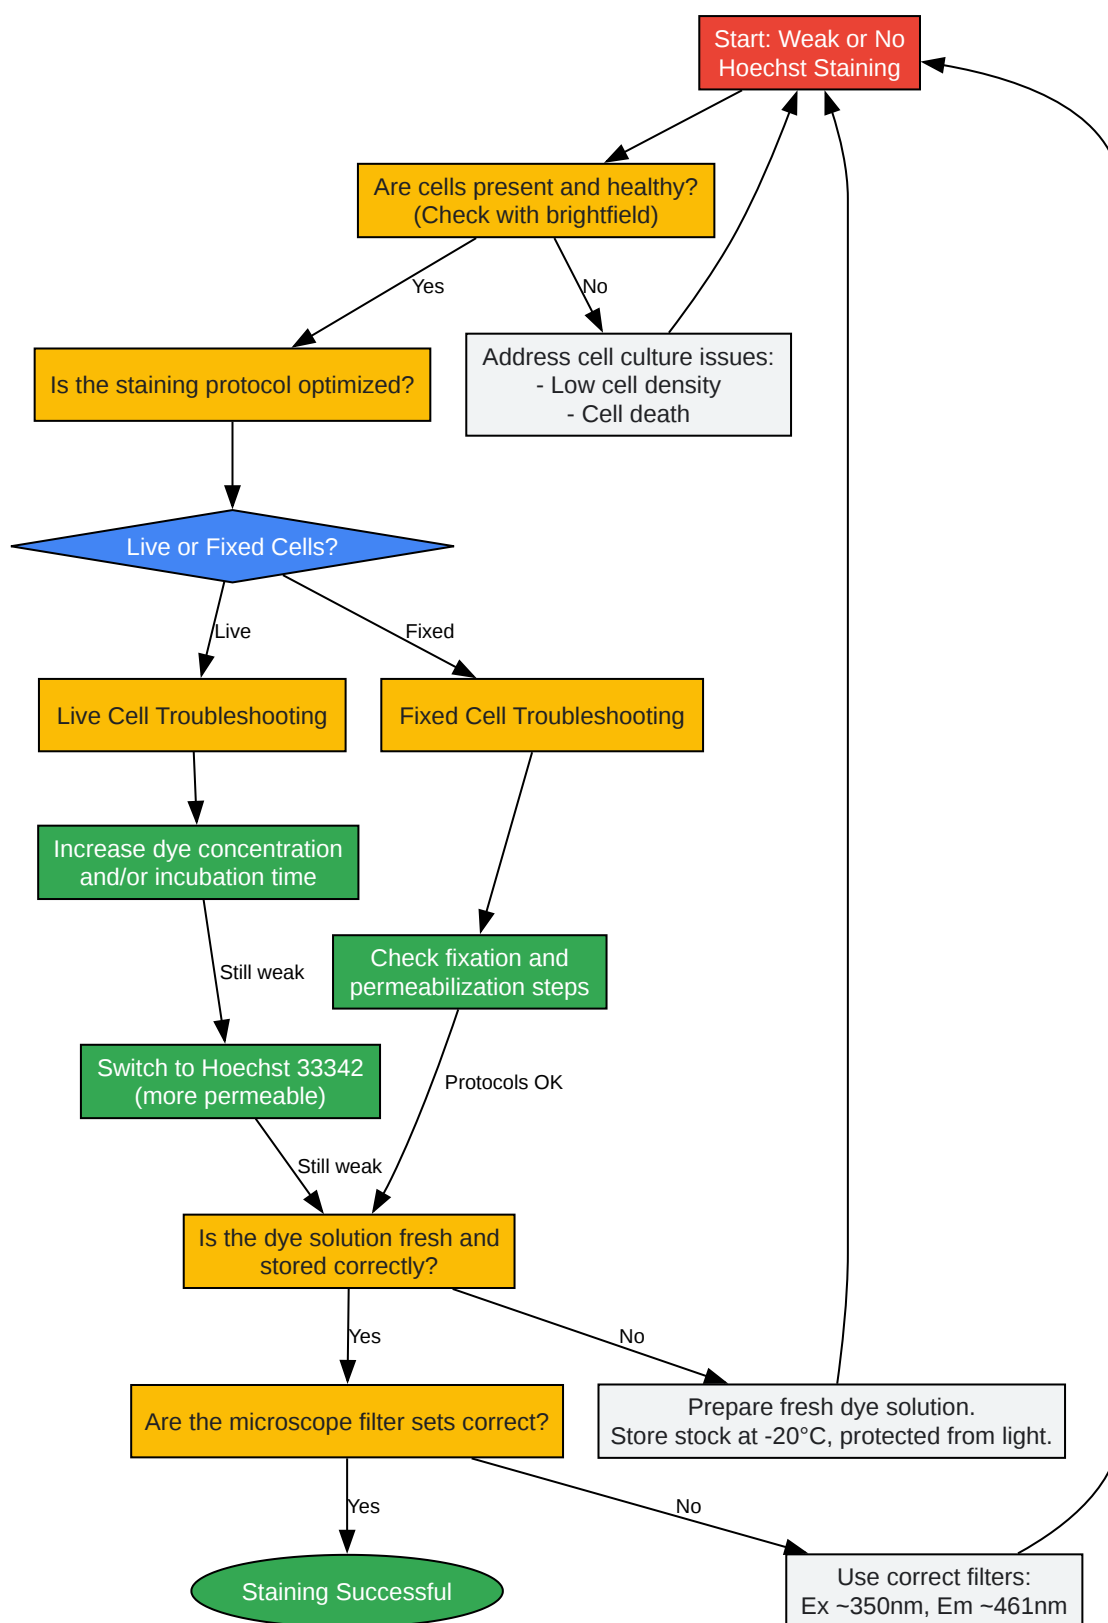 Start: Weak or No
Hoechst Staining
Are cells present and healthy?
(Check with brightfield)
Yes
No
Is the staining protocol optimized?
Address cell culture issues:
- Low cell density
- Cell death
Live or Fixed Cells?
Live
Fixed
Live Cell Troubleshooting
Fixed Cell Troubleshooting
Increase dye concentration
and/or incubation time
Still weak
Check fixation and
permeabilization steps
Switch to Hoechst 33342
(more permeable)
Protocols OK
Still weak
Is the dye solution fresh and
stored correctly?
Yes
No
Are the microscope filter sets correct?
Prepare fresh dye solution.
Store stock at -20°C, protected from light.
Yes
No
Staining Successful
Use correct filters:
Ex ~350nm, Em ~461nm